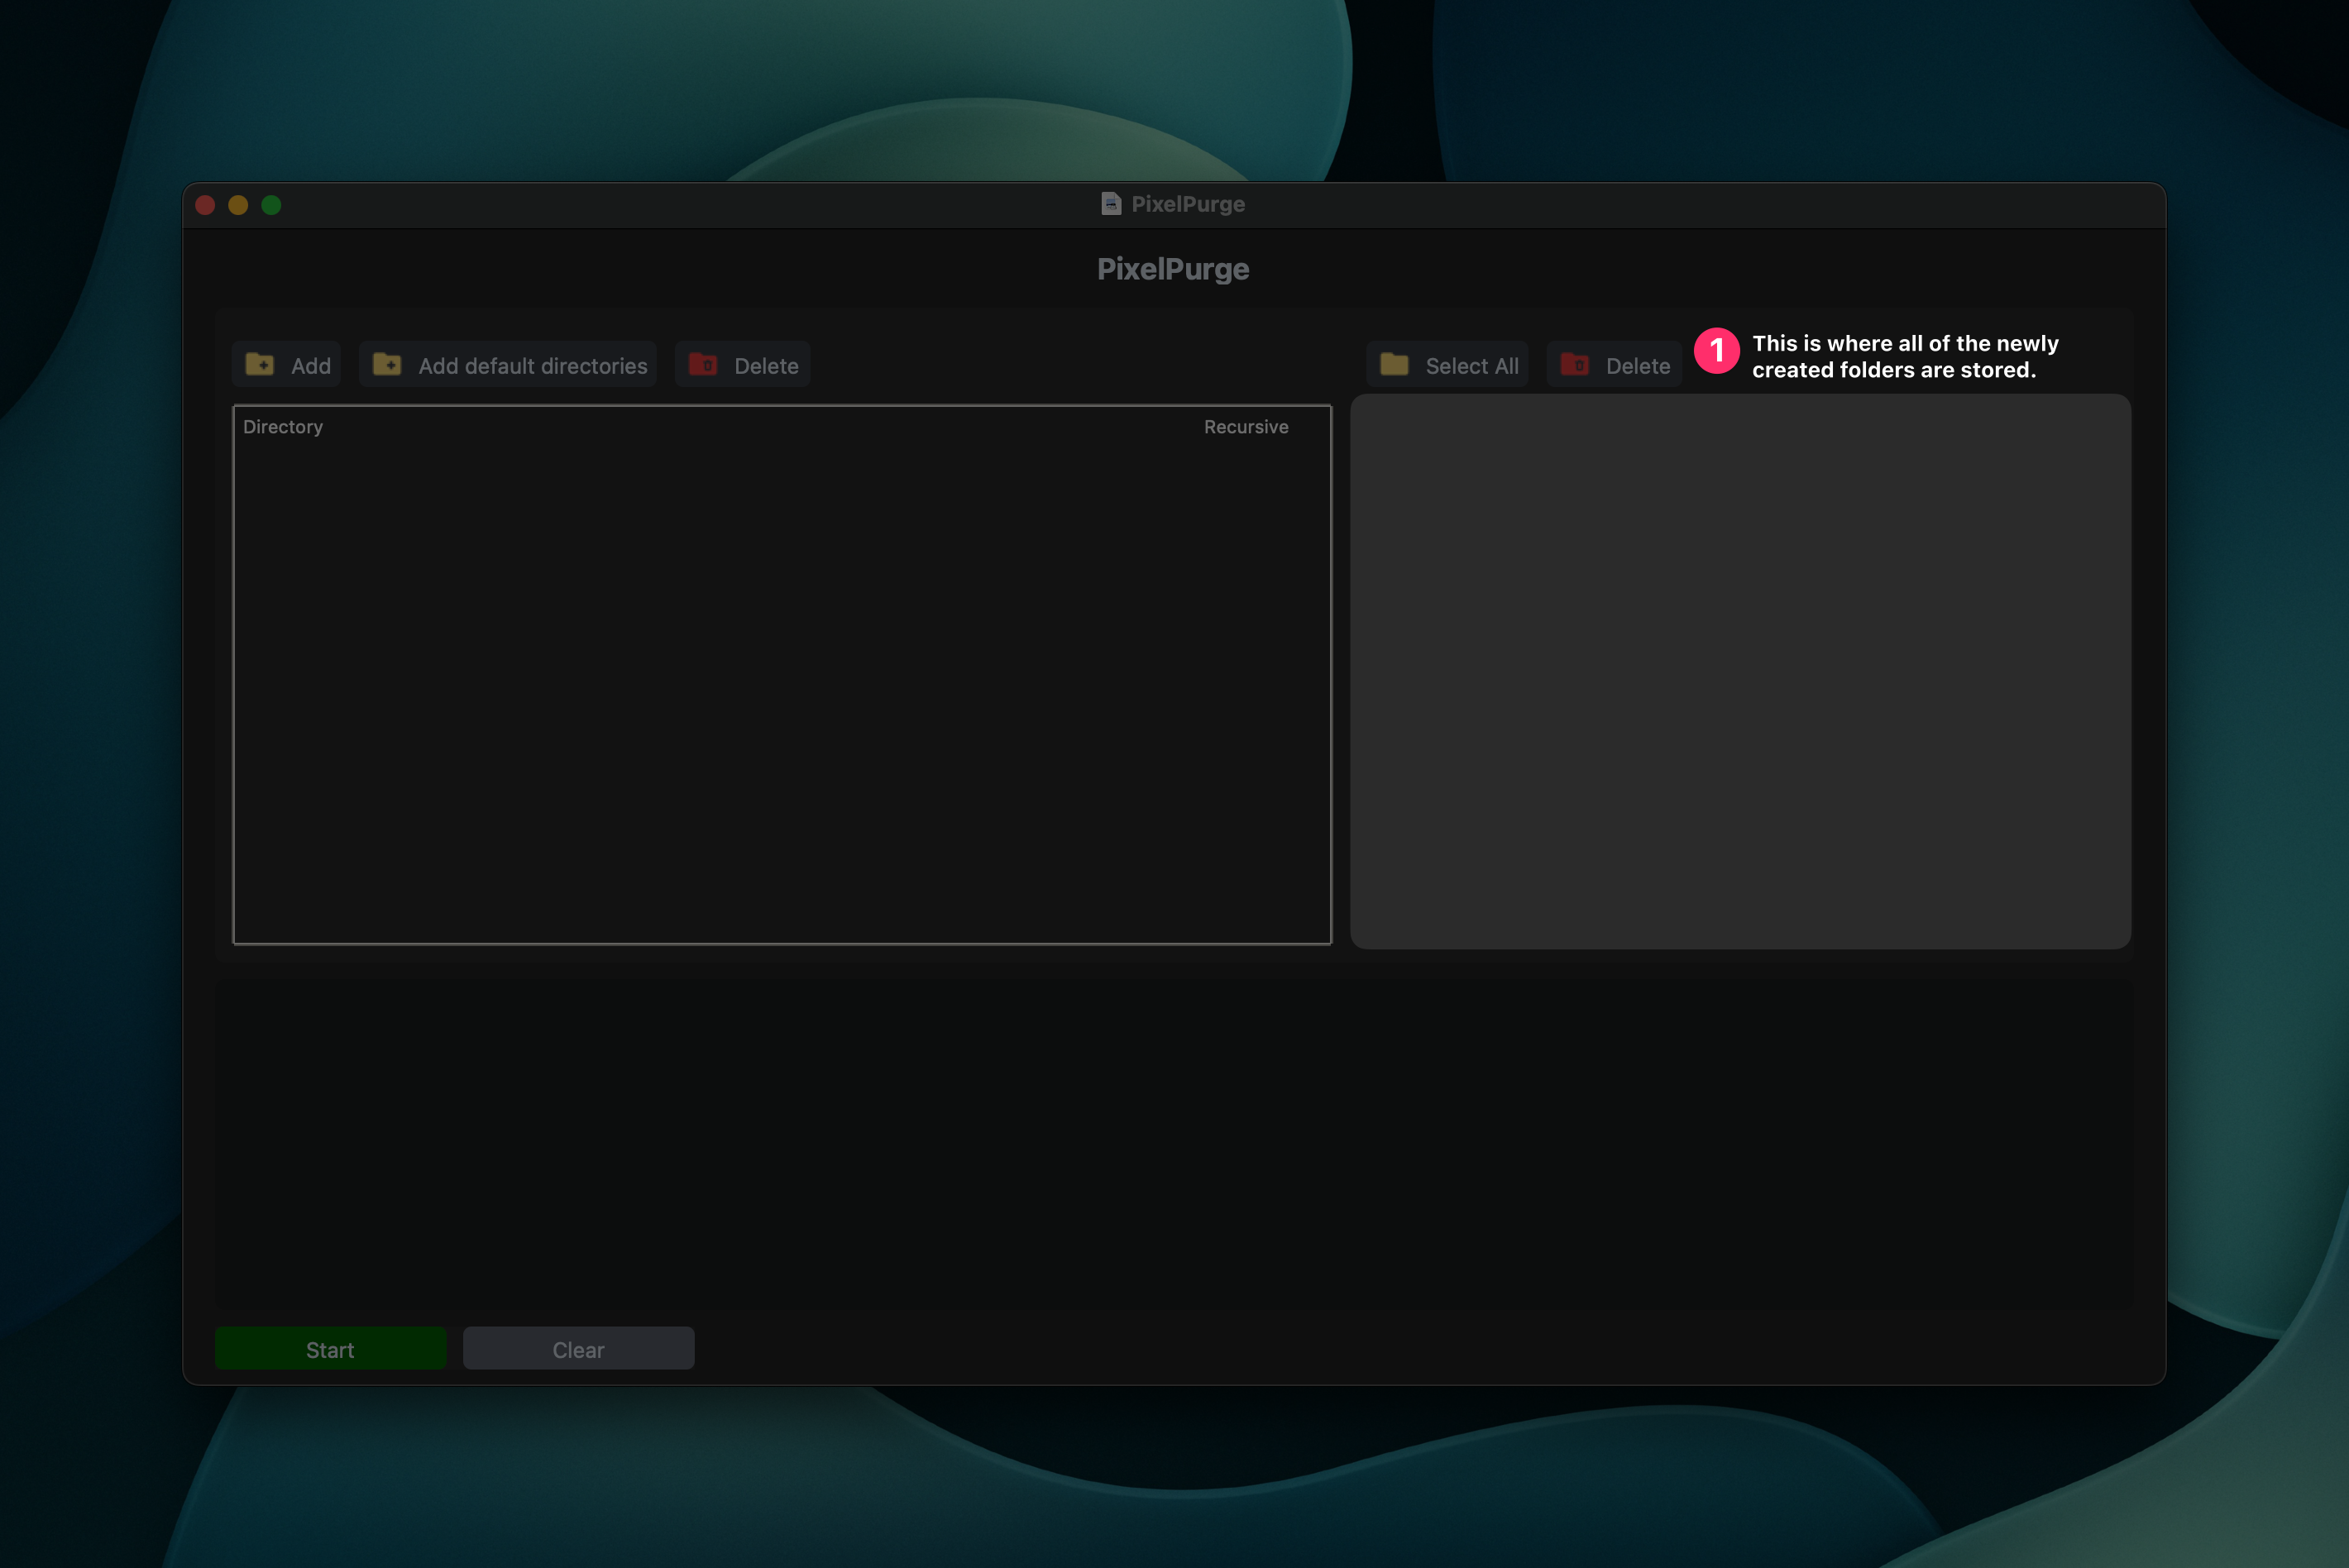 PixelPurge
PixelPurge
Add
Add default directories
Delete
Select All
Delete
1
This is where all of the newly
created folders are stored.
Directory
Recursive
Start
Clear